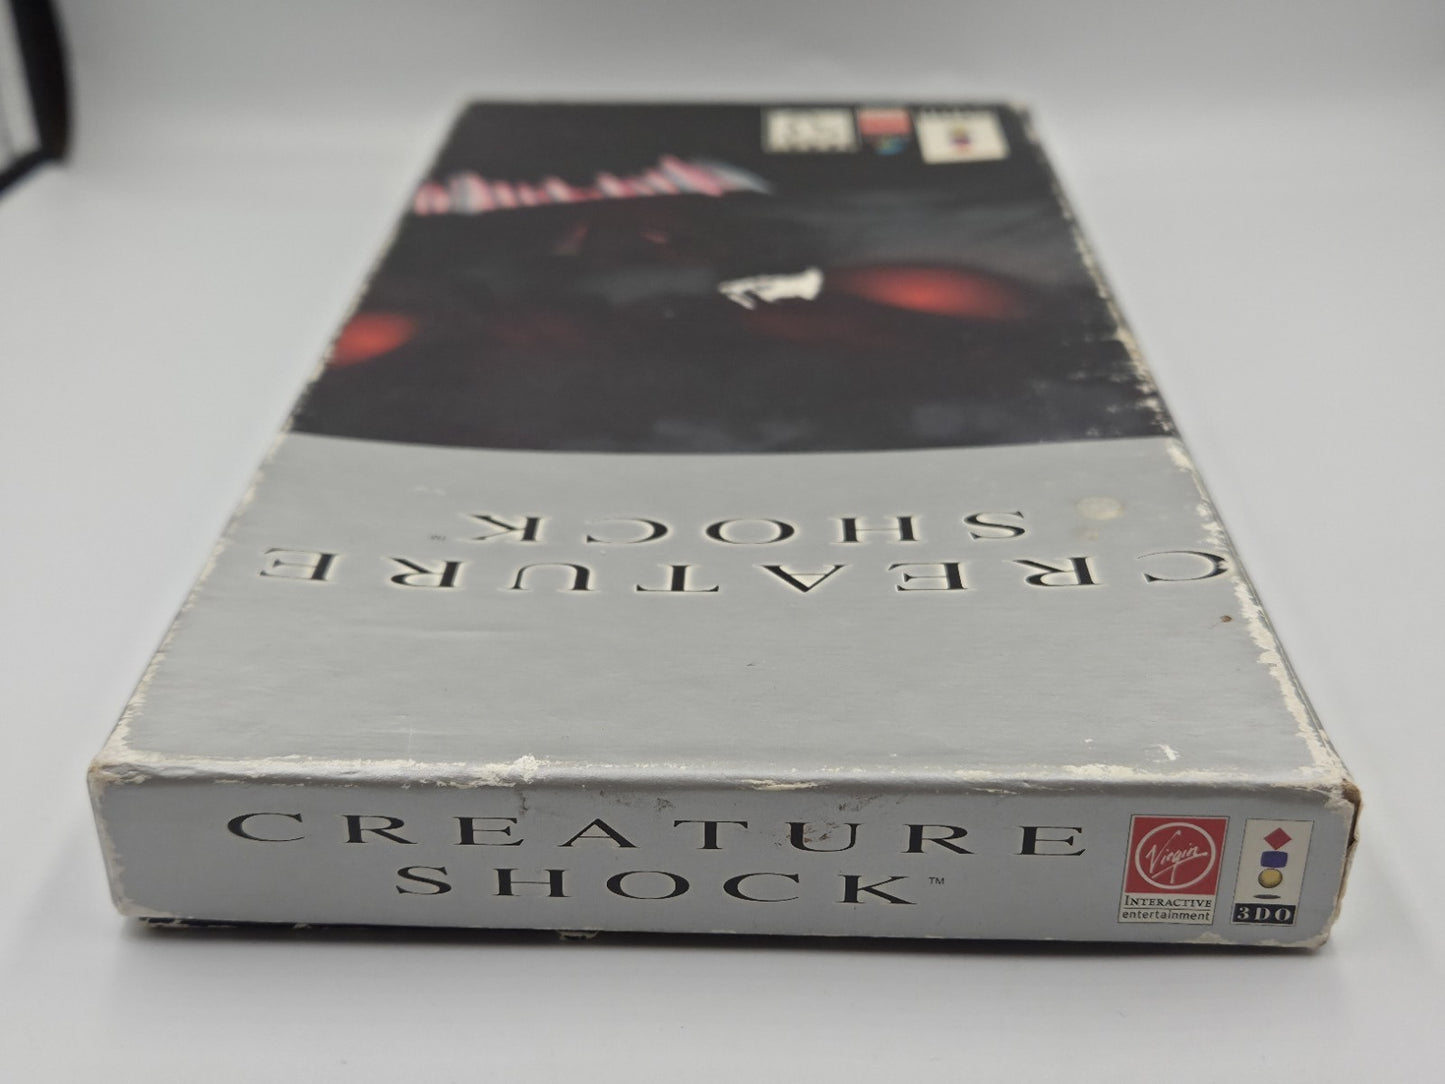 CREATURE
SHOCK™
CREATURE
SHOCK™
Virgin
INTERACTIVE
entertainment
3DO